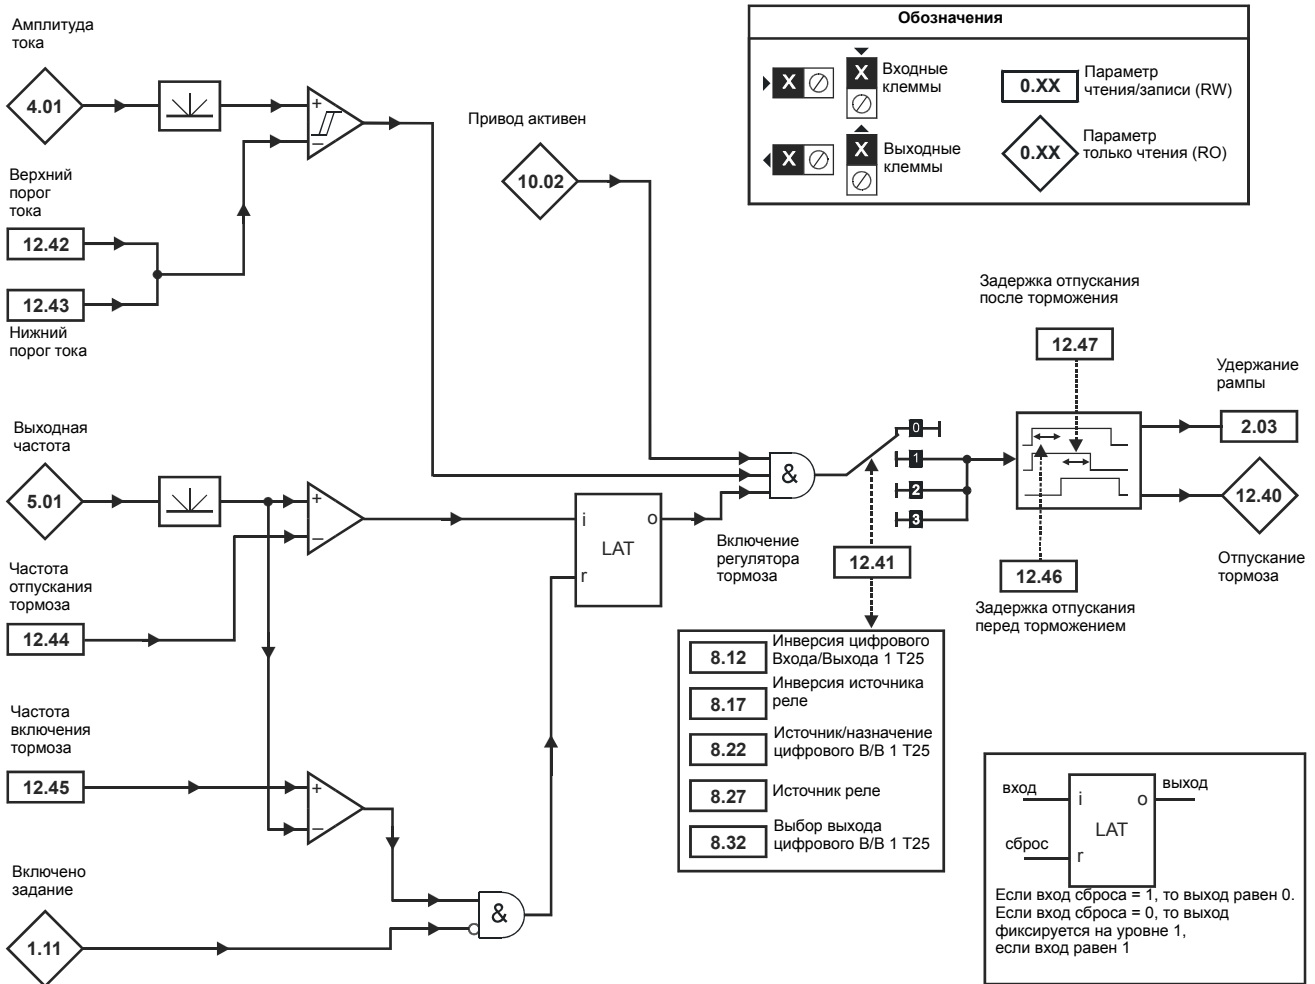 Амплитуда
тока
4.01
+
−
Верхний
порог
тока
12.42
12.43
Нижний
порог тока
Привод активен
10.02
Обозначения
X
X
Входные
клеммы
0.XX
Параметр
чтения/записи (RW)
X
X
Выходные
клеммы
0.XX
Параметр
только чтения (RO)
Выходная
частота
5.01
+
−
Частота
отпускания
тормоза
12.44
Частота
включения
тормоза
12.45
+
−
Включено
задание
1.11
&
i
o
LAT
r
&
Включение
регулятора
тормоза
0
1
2
3
12.41
8.12
Инверсия цифрового
Входа/Выхода 1 T25
8.17
Инверсия источника
реле
8.22
Источник/назначение
цифрового В/В 1 T25
8.27
Источник реле
8.32
Выбор выхода
цифрового В/В 1 T25
Задержка отпускания
после торможения
12.47
12.46
Задержка отпускания
перед торможением
Удержание
рампы
2.03
12.40
Отпускание
тормоза
вход
i
o
выход
LAT
сброс
r
Если вход сброса = 1, то выход равен 0.
Если вход сброса = 0, то выход
фиксируется на уровне 1,
если вход равен 1